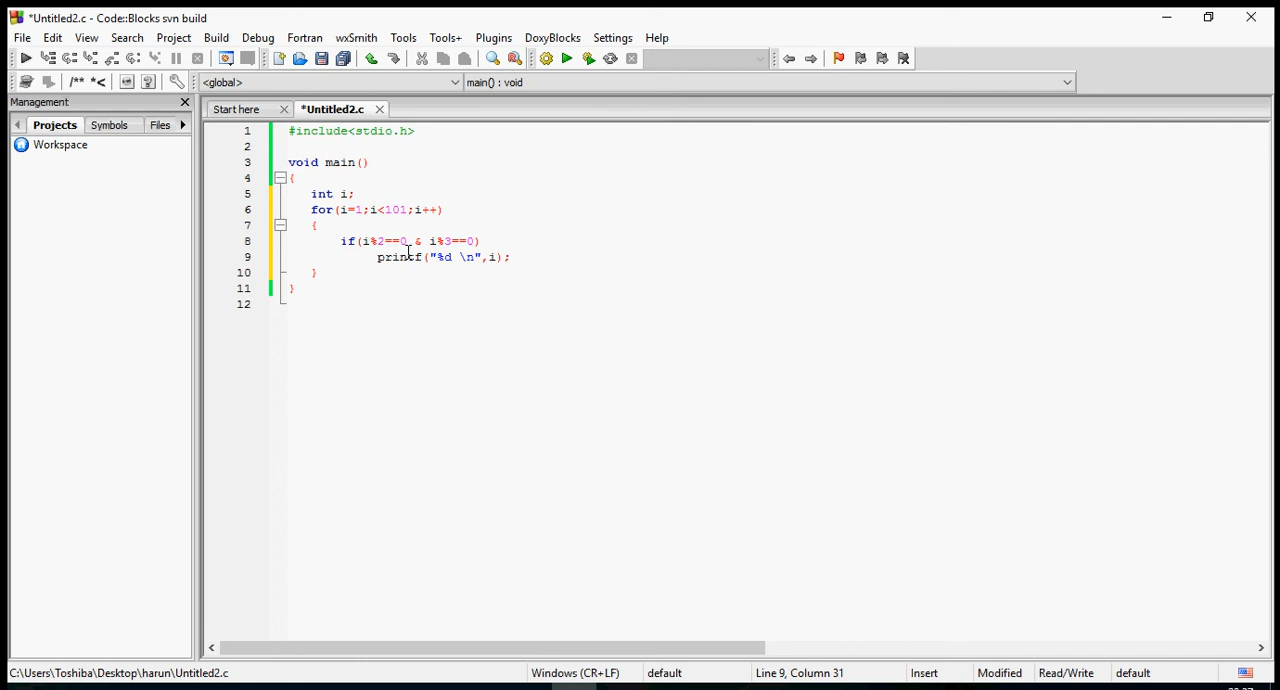 *Untitled2.c - Code::Blocks svn build
File Edit View Search Project Build Debug Fortran wxSmith Tools Tools+ Plugins DoxyBlocks Settings Help
/** *<
<global> main() : void
Management
Start here *Untitled2.c
Projects Symbols Files
Workspace
1 #include<stdio.h>
2
3 void main()
4 {
5 int i;
6 for(i=1;i<101;i++)
7 {
8 if(i%2==0 & i%3==0)
9 printf("%d \n",i);
10 }
11 }
12
C:\Users\Toshiba\Desktop\harun\Untitled2.c Windows (CR+LF) default Line 9, Column 31 Insert Modified Read/Write default